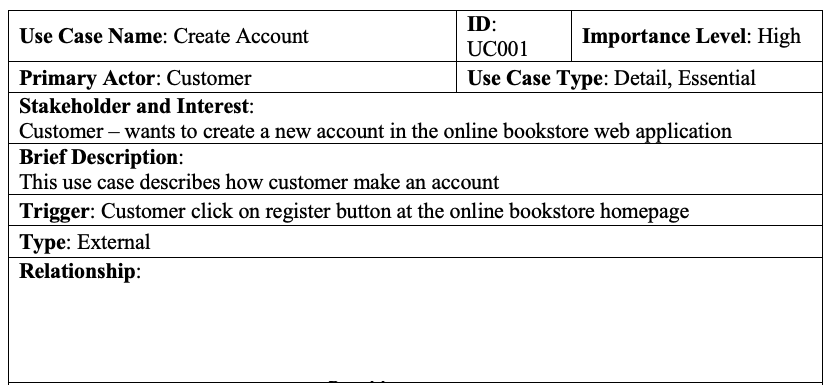 Use Case Name: Create Account
ID:
UC001
Importance Level: High
Primary Actor: Customer
Use Case Type: Detail, Essential
Stakeholder and Interest:
Customer – wants to create a new account in the online bookstore web application
Brief Description:
This use case describes how customer make an account
Trigger: Customer click on register button at the online bookstore homepage
Type: External
Relationship: